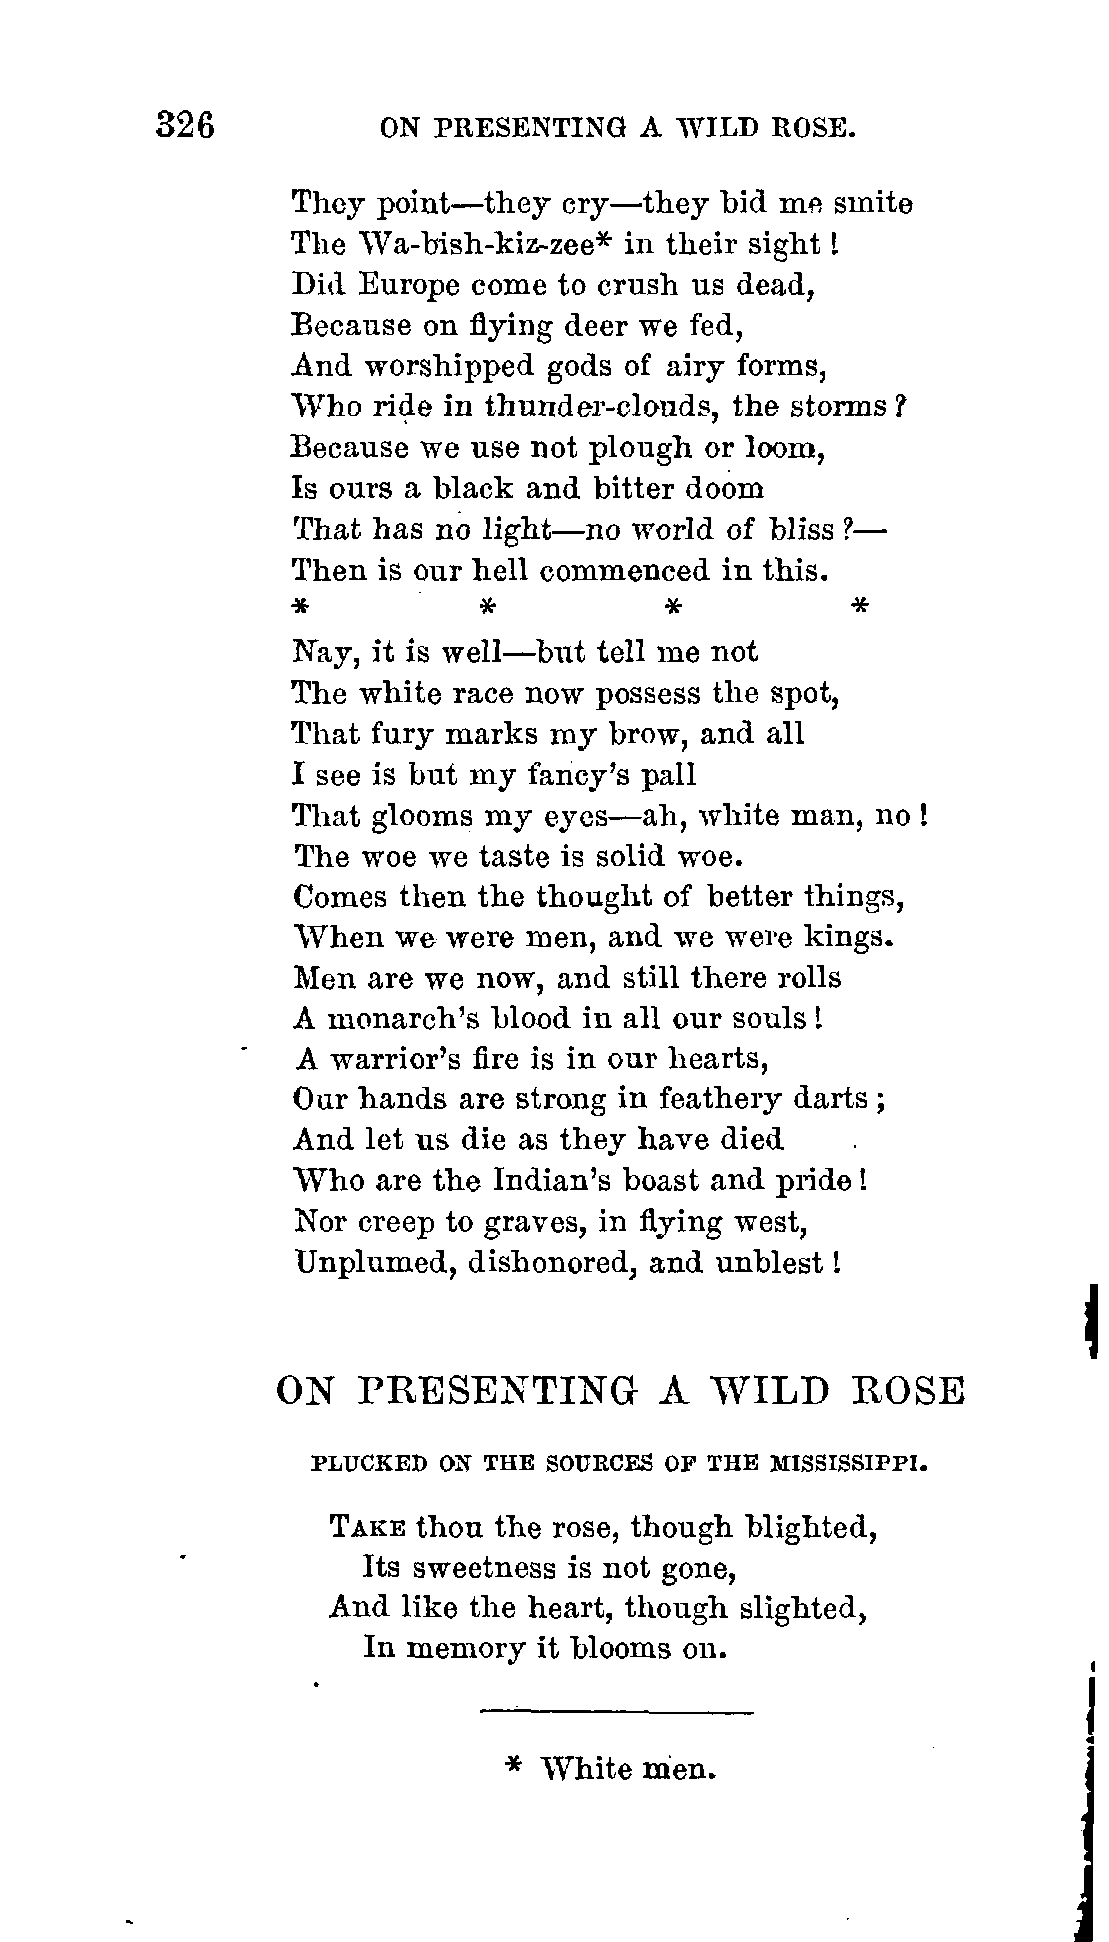 326 ON PRESENTING A WILD ROSE.
They point—they cry—they bid me smite
The Wa-bish-kiz-zee* in their sight!
Did Europe come to crush us dead,
Because on flying deer we fed,
And worshipped gods of airy forms,
Who ride in thunder-clouds, the storms?
Because we use not plough or loom,
Is ours a black and bitter doom
That has no light—no world of bliss?—
Then is our hell commenced in this.
* * * *
Nay, it is well—but tell me not
The white race now possess the spot,
That fury marks my brow, and all
I see is but my fancy's pall
That glooms my eyes—ah, white man, no!
The woe we taste is solid woe.
Comes then the thought of better things,
When we were men, and we were kings.
Men are we now, and still there rolls
A monarch's blood in all our souls!
A warrior's fire is in our hearts,
Our hands are strong in feathery darts;
And let us die as they have died
Who are the Indian's boast and pride!
Nor creep to graves, in flying west,
Unplumed, dishonored, and unblest!
ON PRESENTING A WILD ROSE
PLUCKED ON THE SOURCES OF THE MISSISSIPPI.
TAKE thou the rose, though blighted,
Its sweetness is not gone,
And like the heart, though slighted,
In memory it blooms on.
* White men.